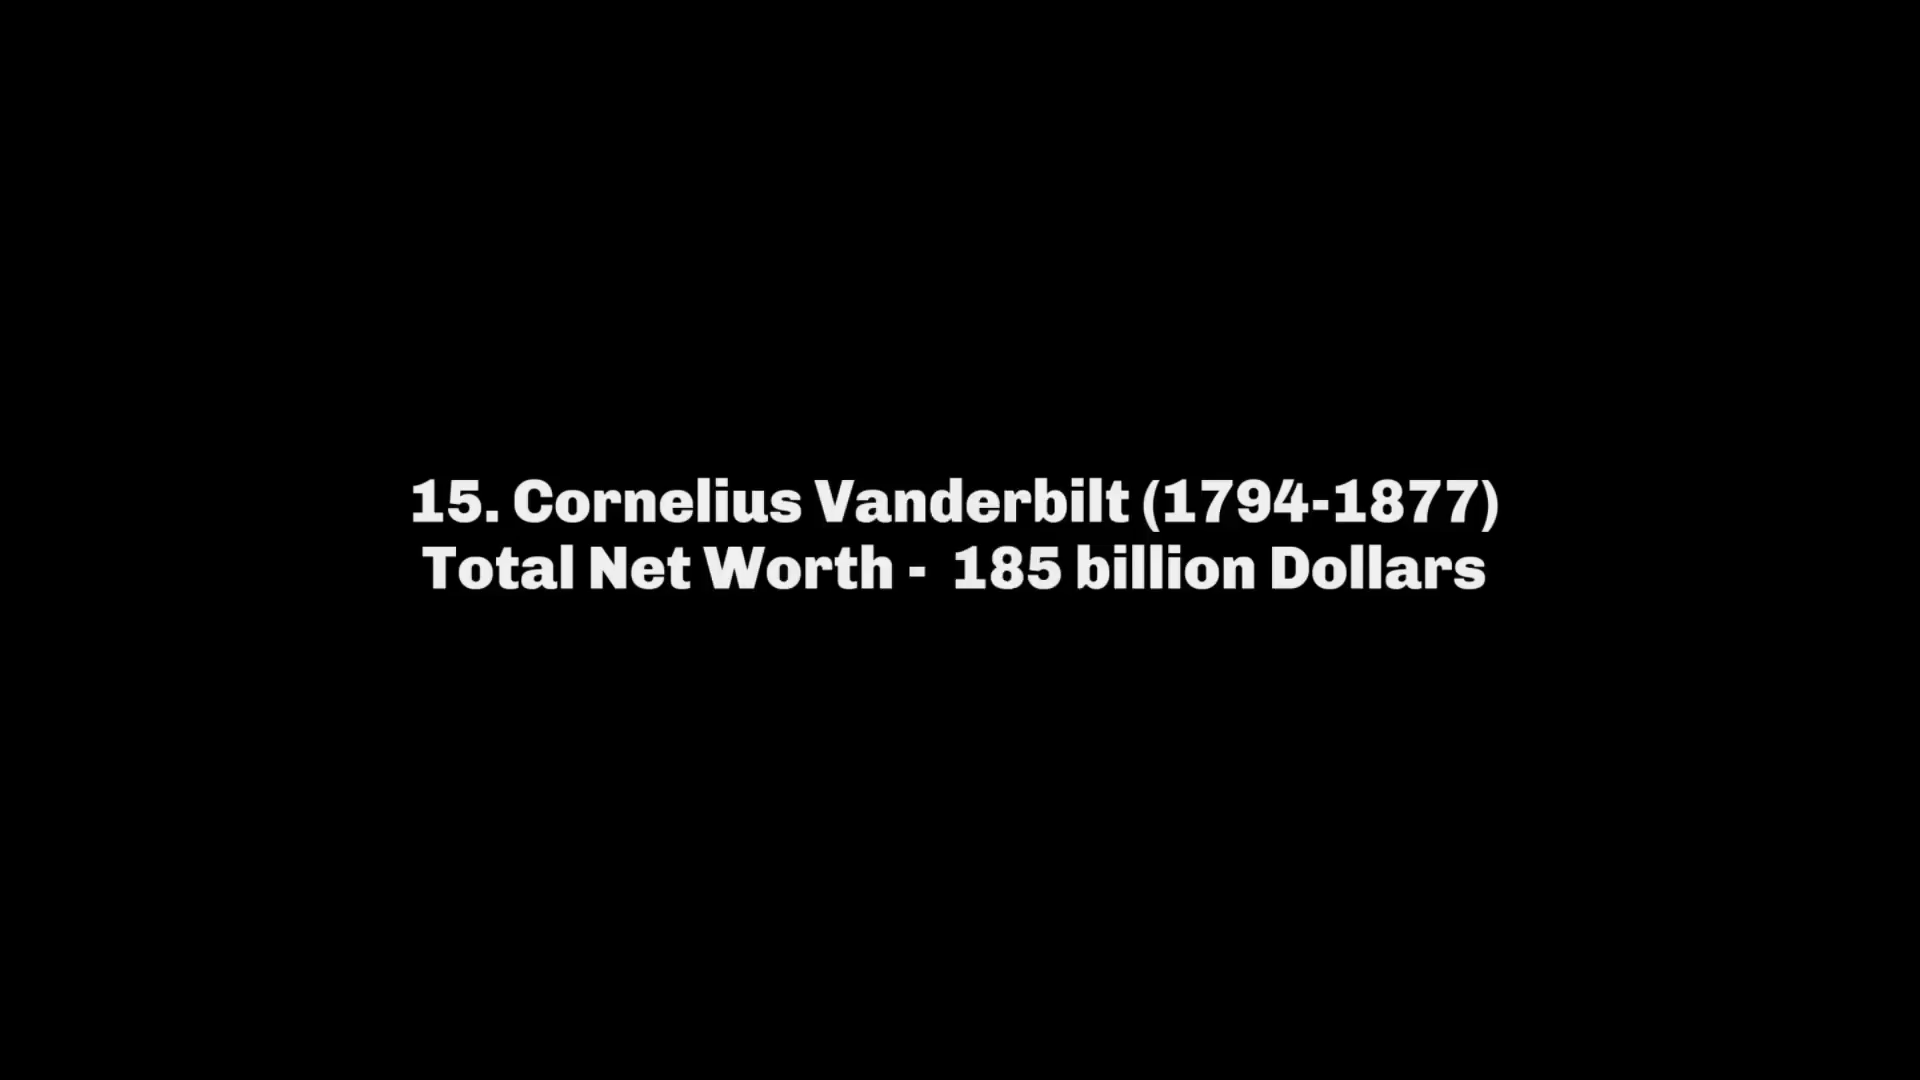 15. Cornelius Vanderbilt (1794-1877)
Total Net Worth -  185 billion Dollars